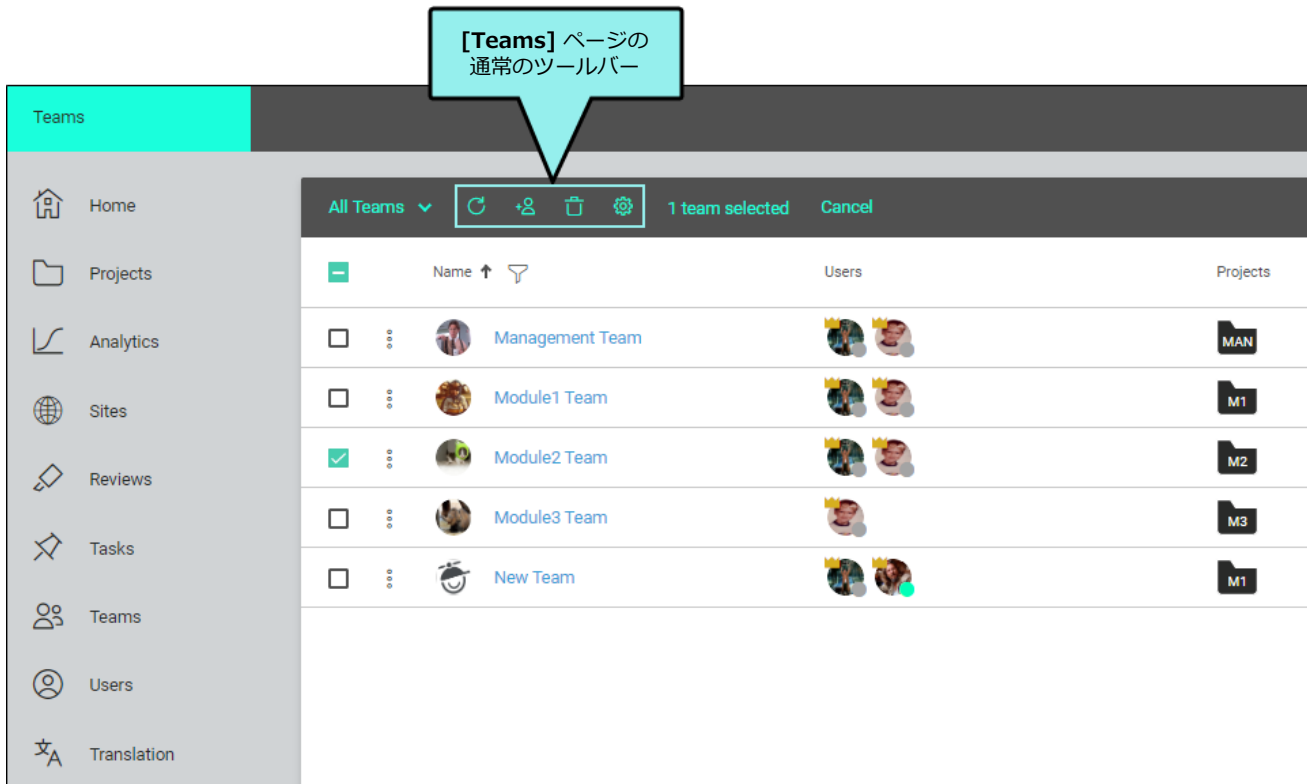 [Teams] ページの
通常のツールバー
Teams
Home
Projects
Analytics
Sites
Reviews
Tasks
Teams
Users
Translation
All Teams 1 team selected Cancel
Name Users Projects
Management Team MAN
Module1 Team M1
Module2 Team M2
Module3 Team M3
New Team M1